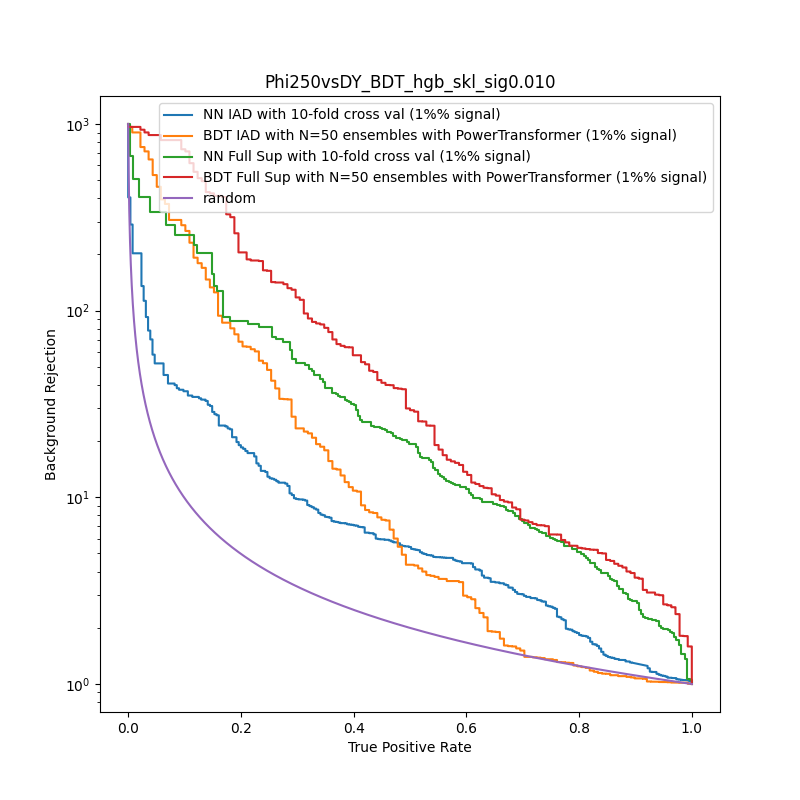 Phi250vsDY_BDT_hgb_skl_sig0.010
NN IAD with 10-fold cross val (1%% signal)
BDT IAD with N=50 ensembles with PowerTransformer (1%% signal)
NN Full Sup with 10-fold cross val (1%% signal)
BDT Full Sup with N=50 ensembles with PowerTransformer (1%% signal)
random
Background Rejection
10³
10²
10¹
10⁰
0.0 0.2 0.4 0.6 0.8 1.0
True Positive Rate